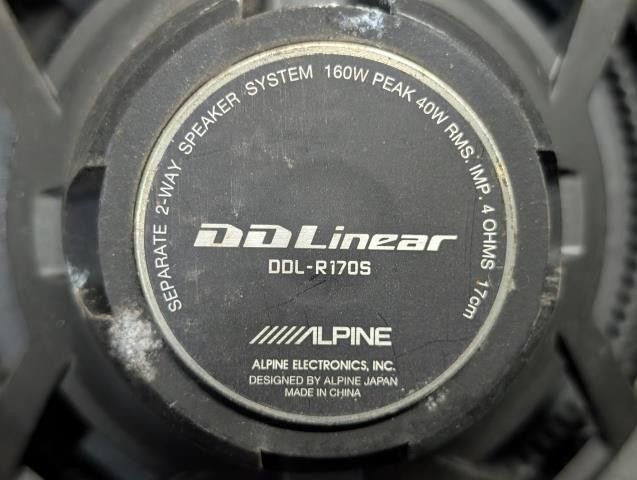 SEPARATE 2-WAY SPEAKER SYSTEM 160W PEAK 40W RMS. IMP. 4 OHMS 17cm
DDLinear
DDL-R170S
ALPINE
ALPINE ELECTRONICS, INC.
DESIGNED BY ALPINE JAPAN
MADE IN CHINA